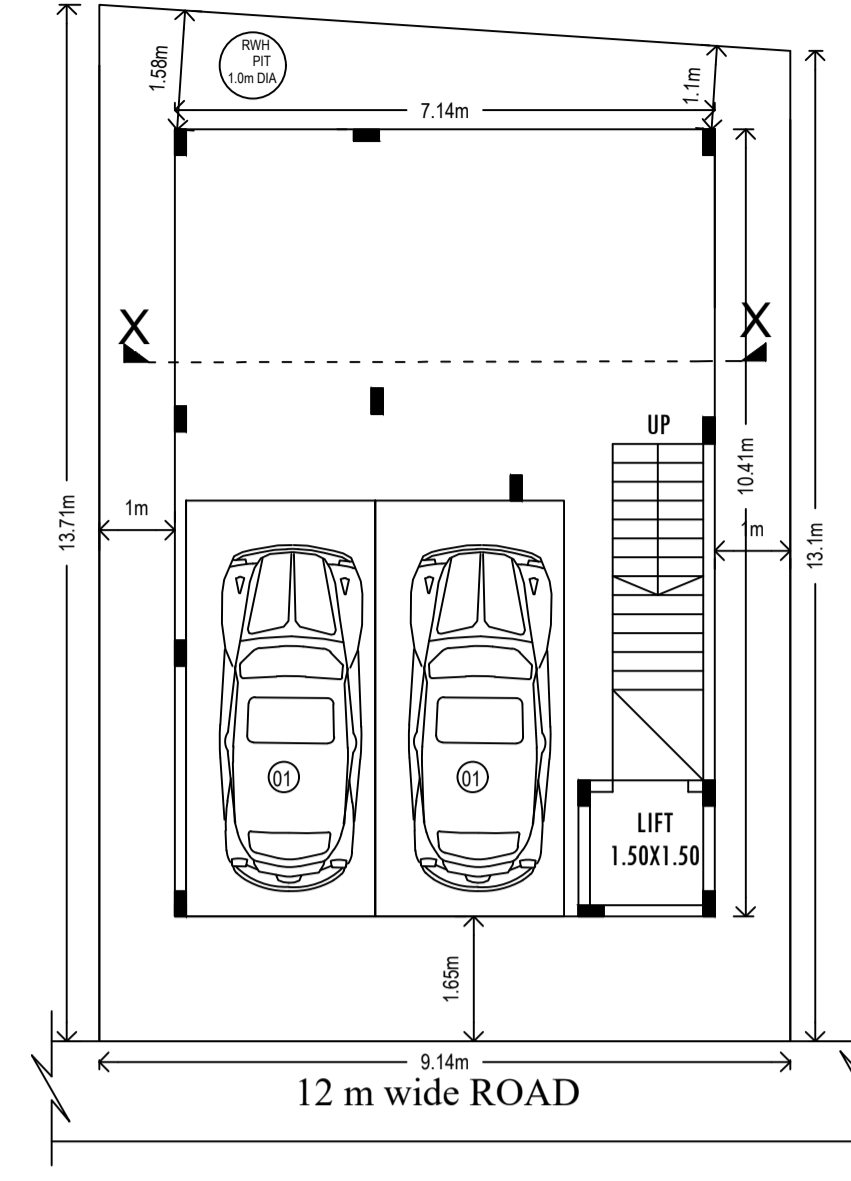 RWH
PIT
1.0m DIA
1.58m
1.1m
7.14m
X
X
UP
10.41m
13.71m
1m
1m
13.1m
01
01
LIFT
1.50X1.50
1.65m
9.14m
12 m wide ROAD